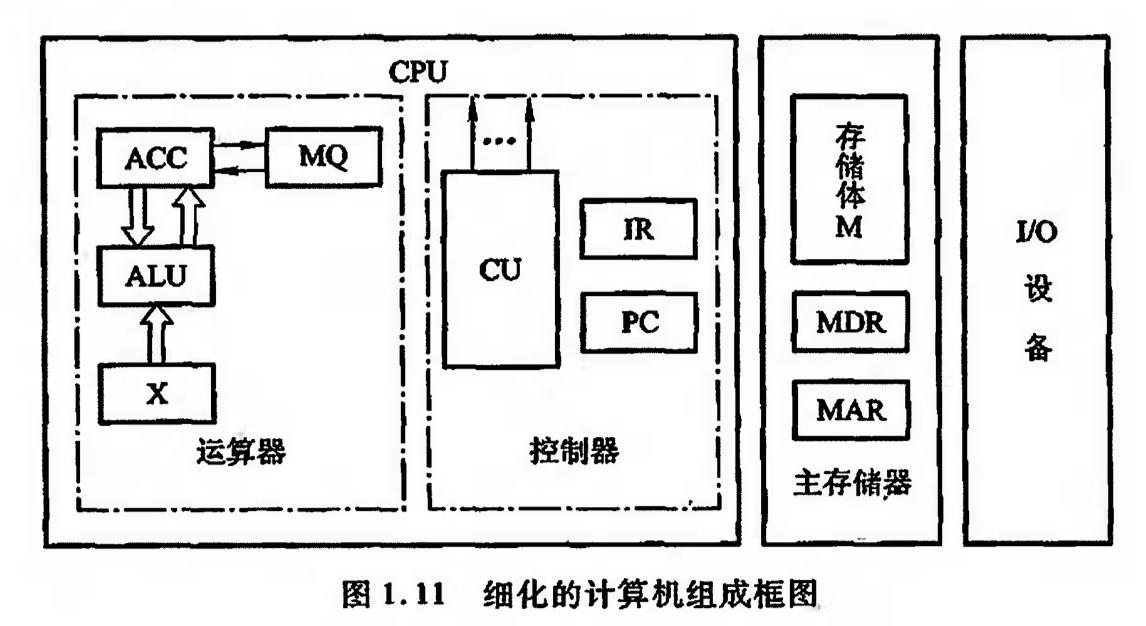 CPU
ACC
MQ
ALU
X
运算器
...
CU
IR
PC
控制器
存储体M
MDR
MAR
主存储器
I/O设备
图 1.11 细化的计算机组成框图